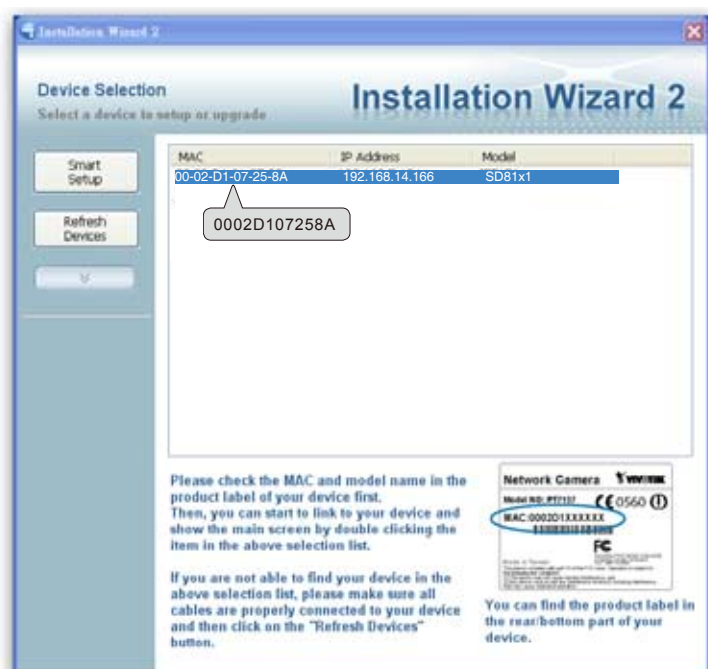 Installation Wizard 2
Device Selection
Select a device to setup or upgrade
Installation Wizard 2
Smart
Setup
Refresh
Devices
MAC IP Address Model
00-02-D1-07-25-8A 192.168.14.166 SD81x1
0002D107258A
Please check the MAC and model name in the
product label of your device first.
Then, you can start to link to your device and
show the main screen by double clicking the
item in the above selection list.
If you are not able to find your device in the
above selection list, please make sure all
cables are properly connected to your device
and then click on the "Refresh Devices"
button.
Network Camera VIVOTEK
Model NO: PT7137 CE 0560
MAC:0002D1XXXXXX
FC
You can find the product label in
the rear/bottom part of your
device.